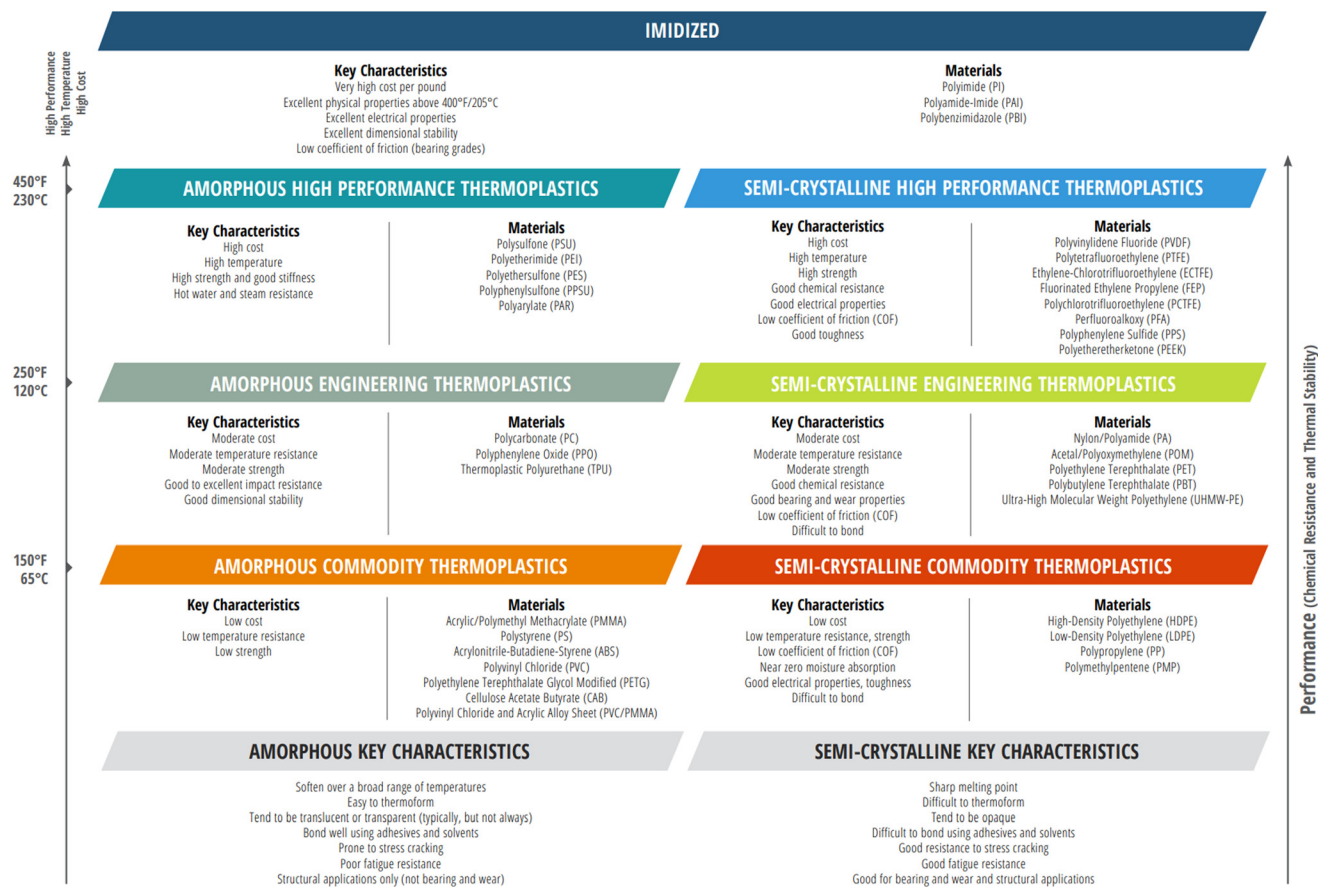 IMIDIZED
High Performance
High Temperature
High Cost
Key Characteristics
Very high cost per pound
Excellent physical properties above 400°F/205°C
Excellent electrical properties
Excellent dimensional stability
Low coefficient of friction (bearing grades)
Materials
Polyimide (PI)
Polyamide-Imide (PAI)
Polybenzimidazole (PBI)
450°F
230°C
AMORPHOUS HIGH PERFORMANCE THERMOPLASTICS
Key Characteristics
High cost
High temperature
High strength and good stiffness
Hot water and steam resistance
Materials
Polysulfone (PSU)
Polyetherimide (PEI)
Polyethersulfone (PES)
Polyphenylsulfone (PPSU)
Polyarylate (PAR)
SEMI-CRYSTALLINE HIGH PERFORMANCE THERMOPLASTICS
Key Characteristics
High cost
High temperature
High strength
Good chemical resistance
Good electrical properties
Low coefficient of friction (COF)
Good toughness
Materials
Polyvinylidene Fluoride (PVDF)
Polytetrafluoroethylene (PTFE)
Ethylene-Chlorotrifluoroethylene (ECTFE)
Fluorinated Ethylene Propylene (FEP)
Polychlorotrifluoroethylene (PCTFE)
Perfluoroalkoxy (PFA)
Polyphenylene Sulfide (PPS)
Polyetheretherketone (PEEK)
250°F
120°C
AMORPHOUS ENGINEERING THERMOPLASTICS
Key Characteristics
Moderate cost
Moderate temperature resistance
Moderate strength
Good to excellent impact resistance
Good dimensional stability
Materials
Polycarbonate (PC)
Polyphenylene Oxide (PPO)
Thermoplastic Polyurethane (TPU)
SEMI-CRYSTALLINE ENGINEERING THERMOPLASTICS
Key Characteristics
Moderate cost
Moderate temperature resistance
Moderate strength
Good chemical resistance
Good bearing and wear properties
Low coefficient of friction (COF)
Difficult to bond
Materials
Nylon/Polyamide (PA)
Acetal/Polyoxymethylene (POM)
Polyethylene Terephthalate (PET)
Polybutylene Terephthalate (PBT)
Ultra-High Molecular Weight Polyethylene (UHMW-PE)
150°F
65°C
AMORPHOUS COMMODITY THERMOPLASTICS
Key Characteristics
Low cost
Low temperature resistance
Low strength
Materials
Acrylic/Polymethyl Methacrylate (PMMA)
Polystyrene (PS)
Acrylonitrile-Butadiene-Styrene (ABS)
Polyvinyl Chloride (PVC)
Polyethylene Terephthalate Glycol Modified (PETG)
Cellulose Acetate Butyrate (CAB)
Polyvinyl Chloride and Acrylic Alloy Sheet (PVC/PMMA)
SEMI-CRYSTALLINE COMMODITY THERMOPLASTICS
Key Characteristics
Low cost
Low temperature resistance, strength
Low coefficient of friction (COF)
Near zero moisture absorption
Good electrical properties, toughness
Difficult to bond
Materials
High-Density Polyethylene (HDPE)
Low-Density Polyethylene (LDPE)
Polypropylene (PP)
Polymethylpentene (PMP)
AMORPHOUS KEY CHARACTERISTICS
Soften over a broad range of temperatures
Easy to thermoform
Tend to be translucent or transparent (typically, but not always)
Bond well using adhesives and solvents
Prone to stress cracking
Poor fatigue resistance
Structural applications only (not bearing and wear)
SEMI-CRYSTALLINE KEY CHARACTERISTICS
Sharp melting point
Difficult to thermoform
Tend to be opaque
Difficult to bond using adhesives and solvents
Good resistance to stress cracking
Good fatigue resistance
Good for bearing and wear and structural applications
Performance (Chemical Resistance and Thermal Stability)